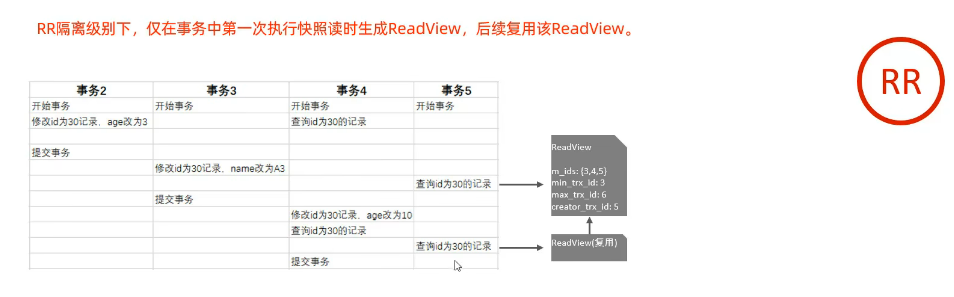 RR隔离级别下，仅在事务中第一次执行快照读时生成ReadView，后续复用该ReadView。
RR
事务2 事务3 事务4 事务5
开始事务 开始事务 开始事务 开始事务
修改id为30记录，age改为3 查询id为30的记录
提交事务
修改id为30记录，name改为A3
查询id为30的记录
提交事务
修改id为30记录，age改为10
查询id为30的记录
查询id为30的记录
提交事务
ReadView
m_ids: {3,4,5}
min_trx_id: 3
max_trx_id: 6
creator_trx_id: 5
ReadView(复用)